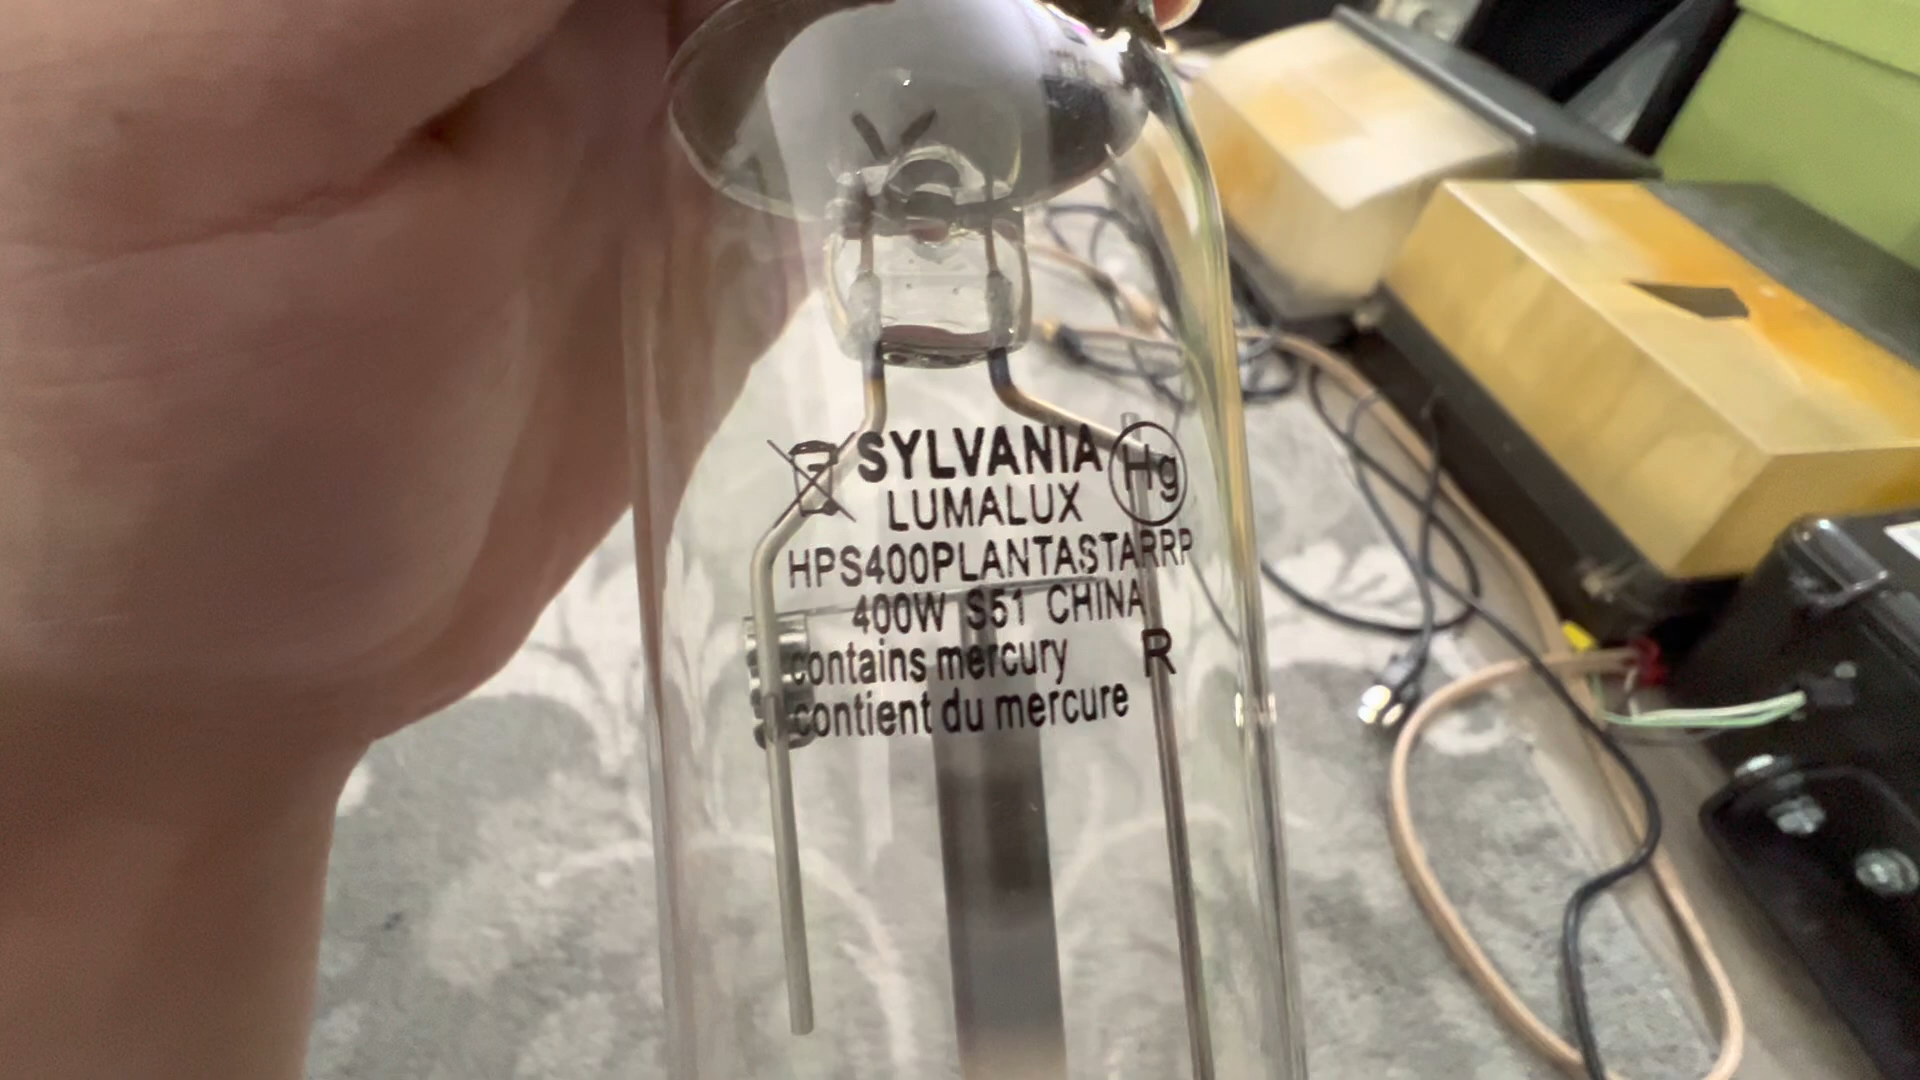 SYLVANIA Hg
LUMALUX
HPS400PLANTASTARRP
400W S51 CHINA
contains mercury R
contient du mercure